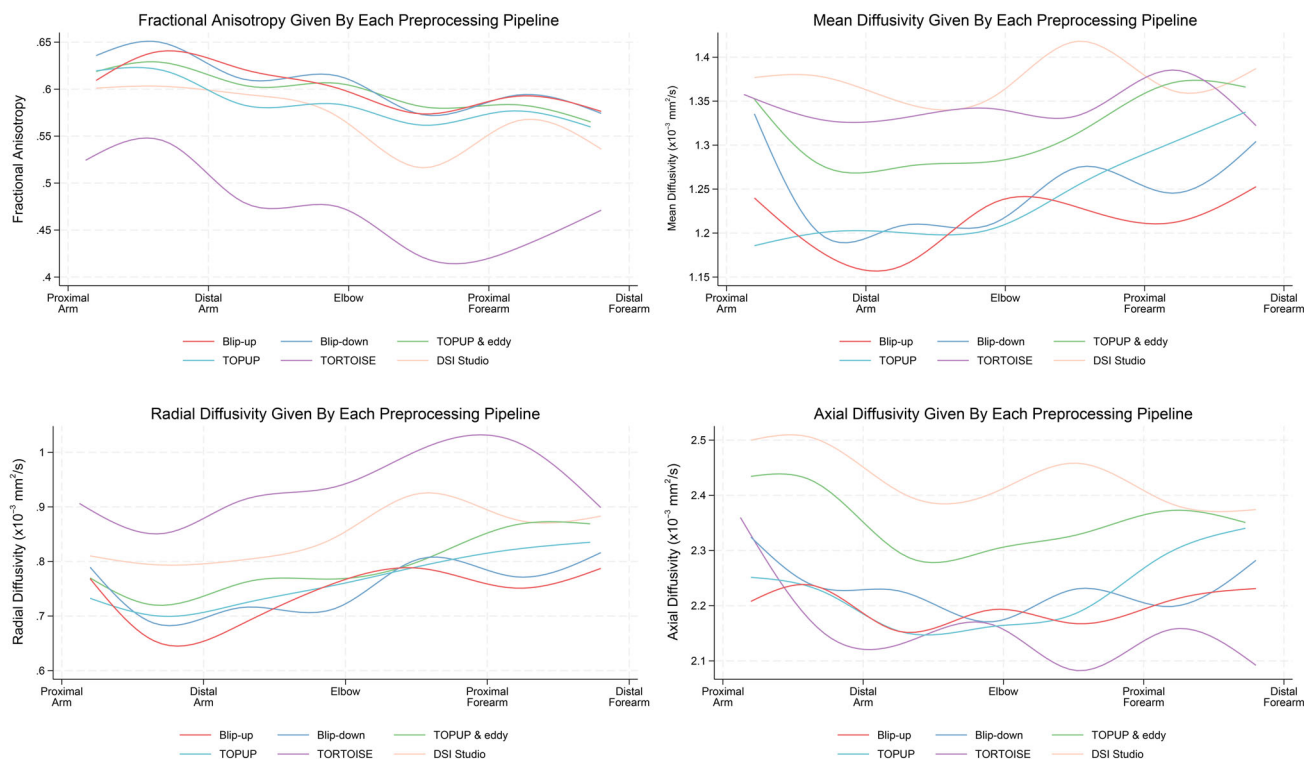 Fractional Anisotropy Given By Each Preprocessing Pipeline
Fractional Anisotropy
.65
.6
.55
.5
.45
.4
Proximal Arm
Distal Arm
Elbow
Proximal Forearm
Distal Forearm
Blip-up
Blip-down
TOPUP & eddy
TOPUP
TORTOISE
DSI Studio
Mean Diffusivity Given By Each Preprocessing Pipeline
Mean Diffusivity (x10⁻³ mm²/s)
1.4
1.35
1.3
1.25
1.2
1.15
Proximal Arm
Distal Arm
Elbow
Proximal Forearm
Distal Forearm
Blip-up
Blip-down
TOPUP & eddy
TOPUP
TORTOISE
DSI Studio
Radial Diffusivity Given By Each Preprocessing Pipeline
Radial Diffusivity (x10⁻³ mm²/s)
1
.9
.8
.7
.6
Proximal Arm
Distal Arm
Elbow
Proximal Forearm
Distal Forearm
Blip-up
Blip-down
TOPUP & eddy
TOPUP
TORTOISE
DSI Studio
Axial Diffusivity Given By Each Preprocessing Pipeline
Axial Diffusivity (x10⁻³ mm²/s)
2.5
2.4
2.3
2.2
2.1
Proximal Arm
Distal Arm
Elbow
Proximal Forearm
Distal Forearm
Blip-up
Blip-down
TOPUP & eddy
TOPUP
TORTOISE
DSI Studio